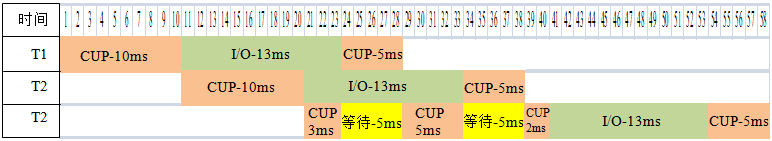 时间 1 2 3 4 5 6 7 8 9 10 11 12 13 14 15 16 17 18 19 20 21 22 23 24 25 26 27 28 29 30 31 32 33 34 35 36 37 38 39 40 41 42 43 44 45 46 47 48 49 50 51 52 53 54 55 56 57 58
T1 CUP-10ms I/O-13ms CUP-5ms
T2 CUP-10ms I/O-13ms CUP-5ms
T2 CUP 3ms 等待-5ms CUP 5ms 等待-5ms CUP 2ms I/O-13ms CUP-5ms